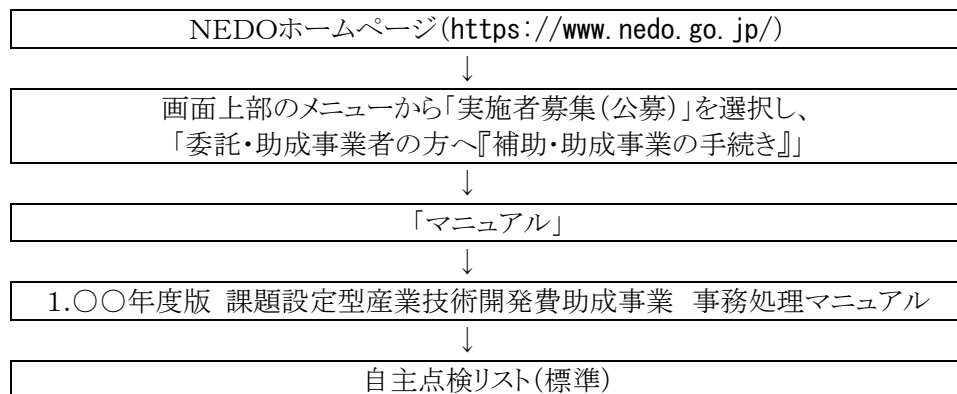 NEDOホームページ(https://www.nedo.go.jp/)
↓
画面上部のメニューから「実施者募集(公募)」を選択し、
「委託・助成事業者の方へ『補助・助成事業の手続き』」
↓
「マニュアル」
↓
1.〇〇年度版 課題設定型産業技術開発費助成事業 事務処理マニュアル
↓
自主点検リスト(標準)